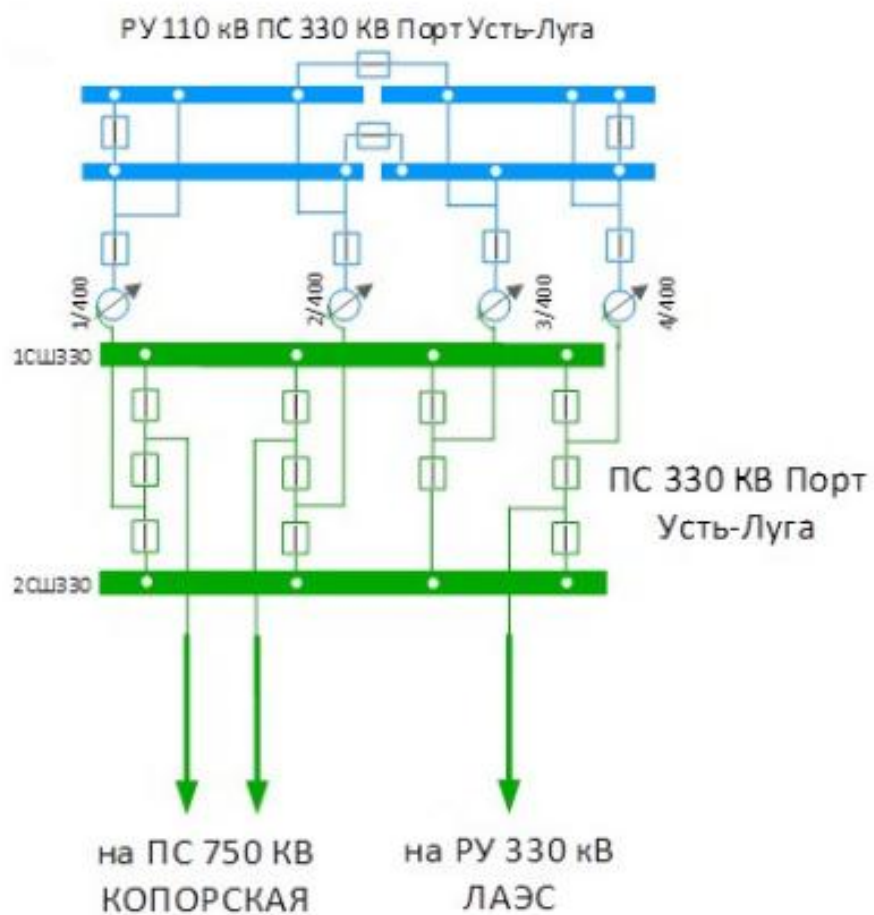 РУ 110 кВ ПС 330 КВ Порт Усть-Луга
1/400
2/400
3/400
4/400
1СШ330
ПС 330 КВ Порт
Усть-Луга
2СШ330
на ПС 750 КВ
КОПОРСКАЯ
на РУ 330 кВ
ЛАЭС